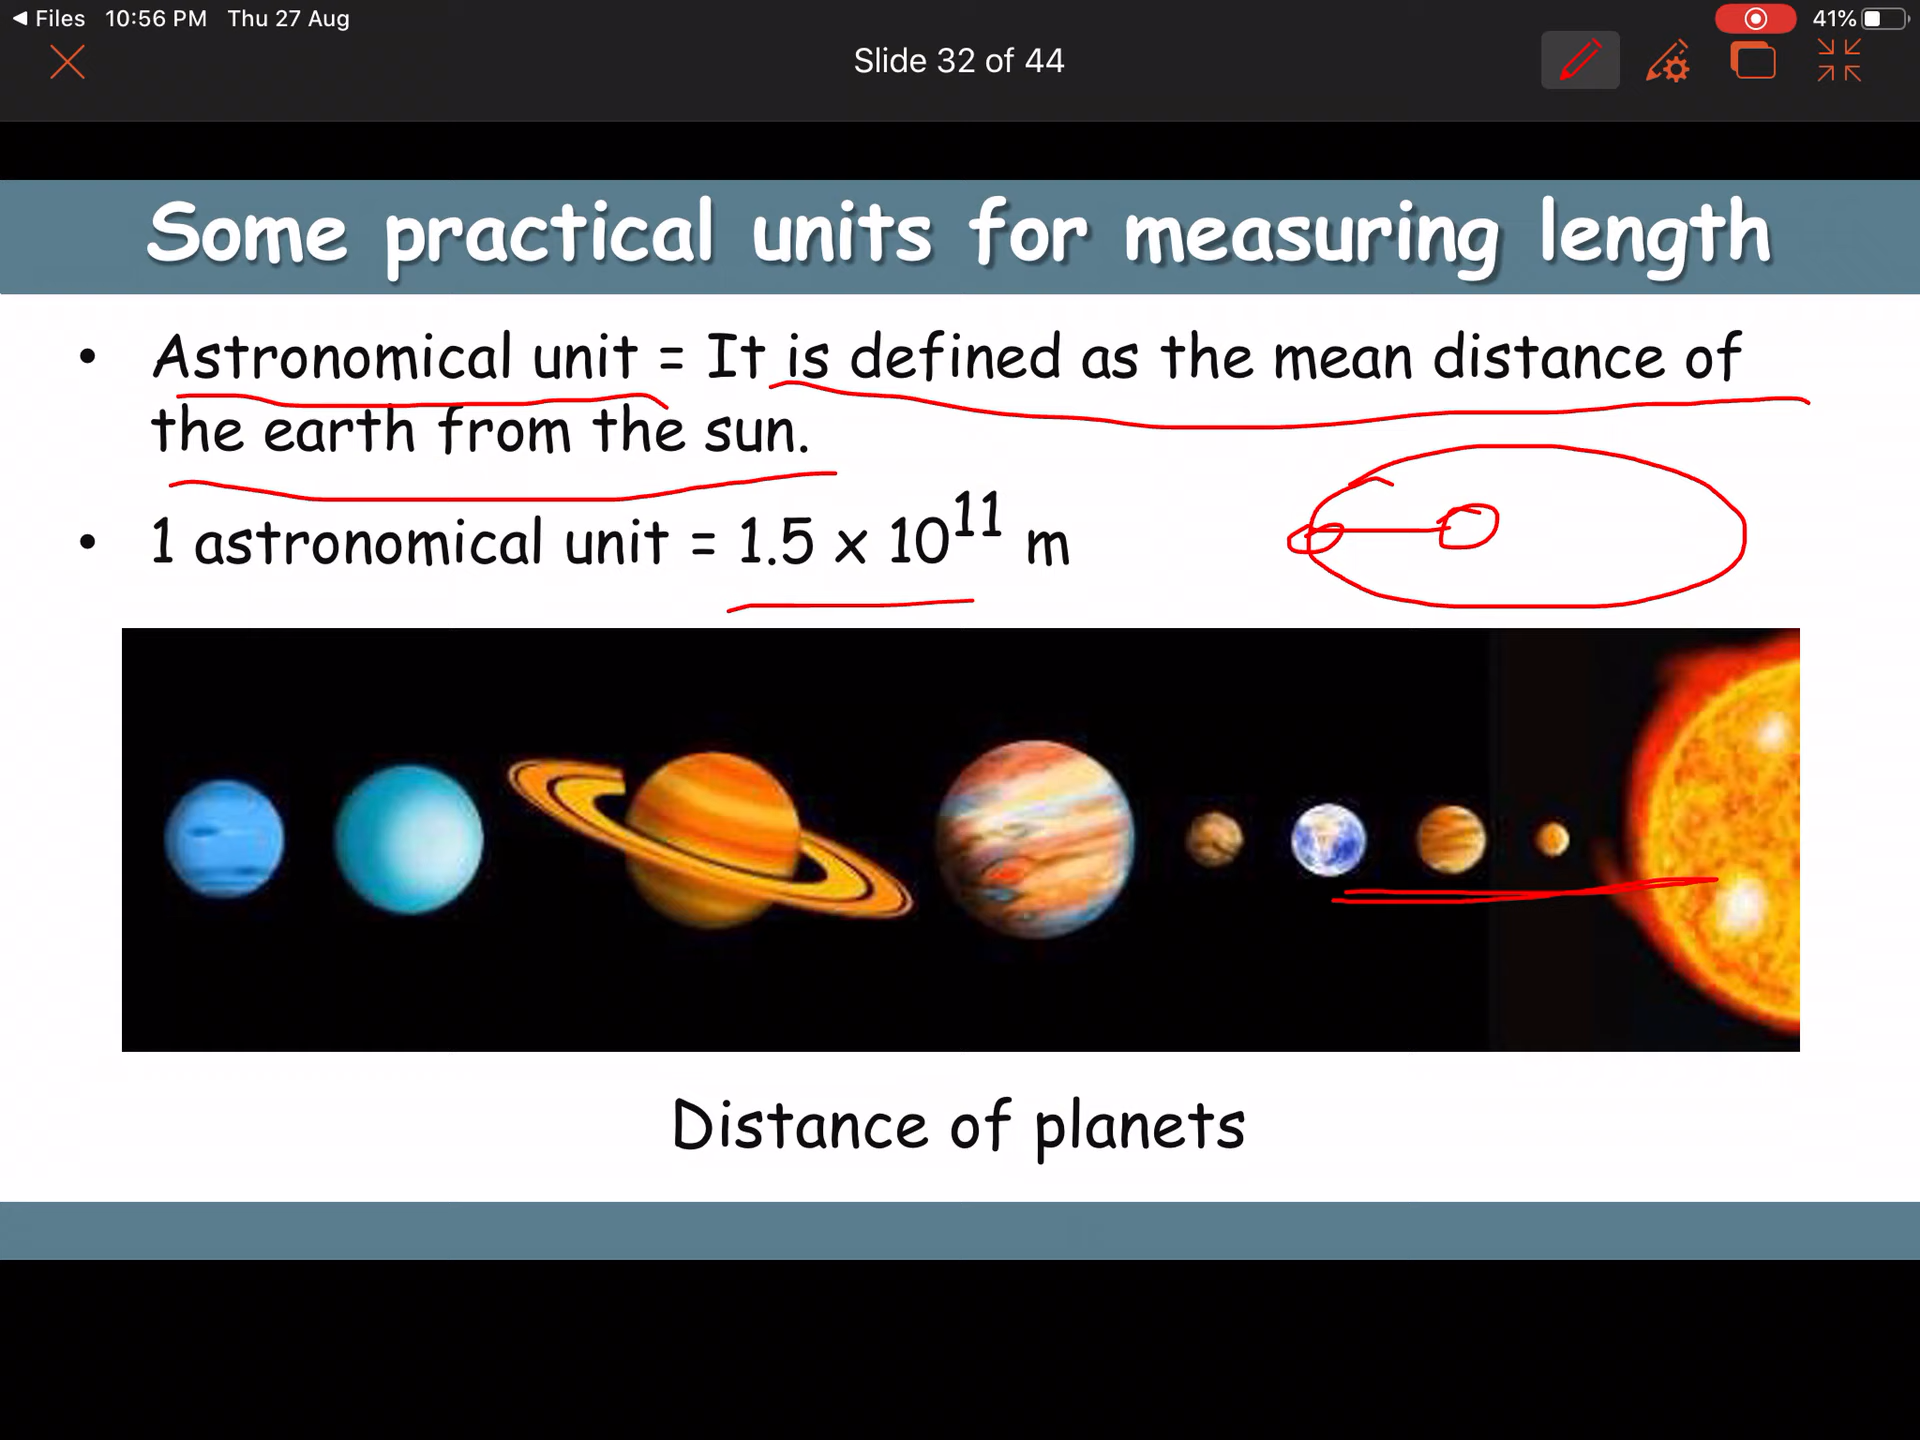 Files 10:56 PM Thu 27 Aug 41%
Slide 32 of 44
Some practical units for measuring length
• Astronomical unit = It is defined as the mean distance of
the earth from the sun.
• 1 astronomical unit = 1.5 x 10¹¹ m
Distance of planets